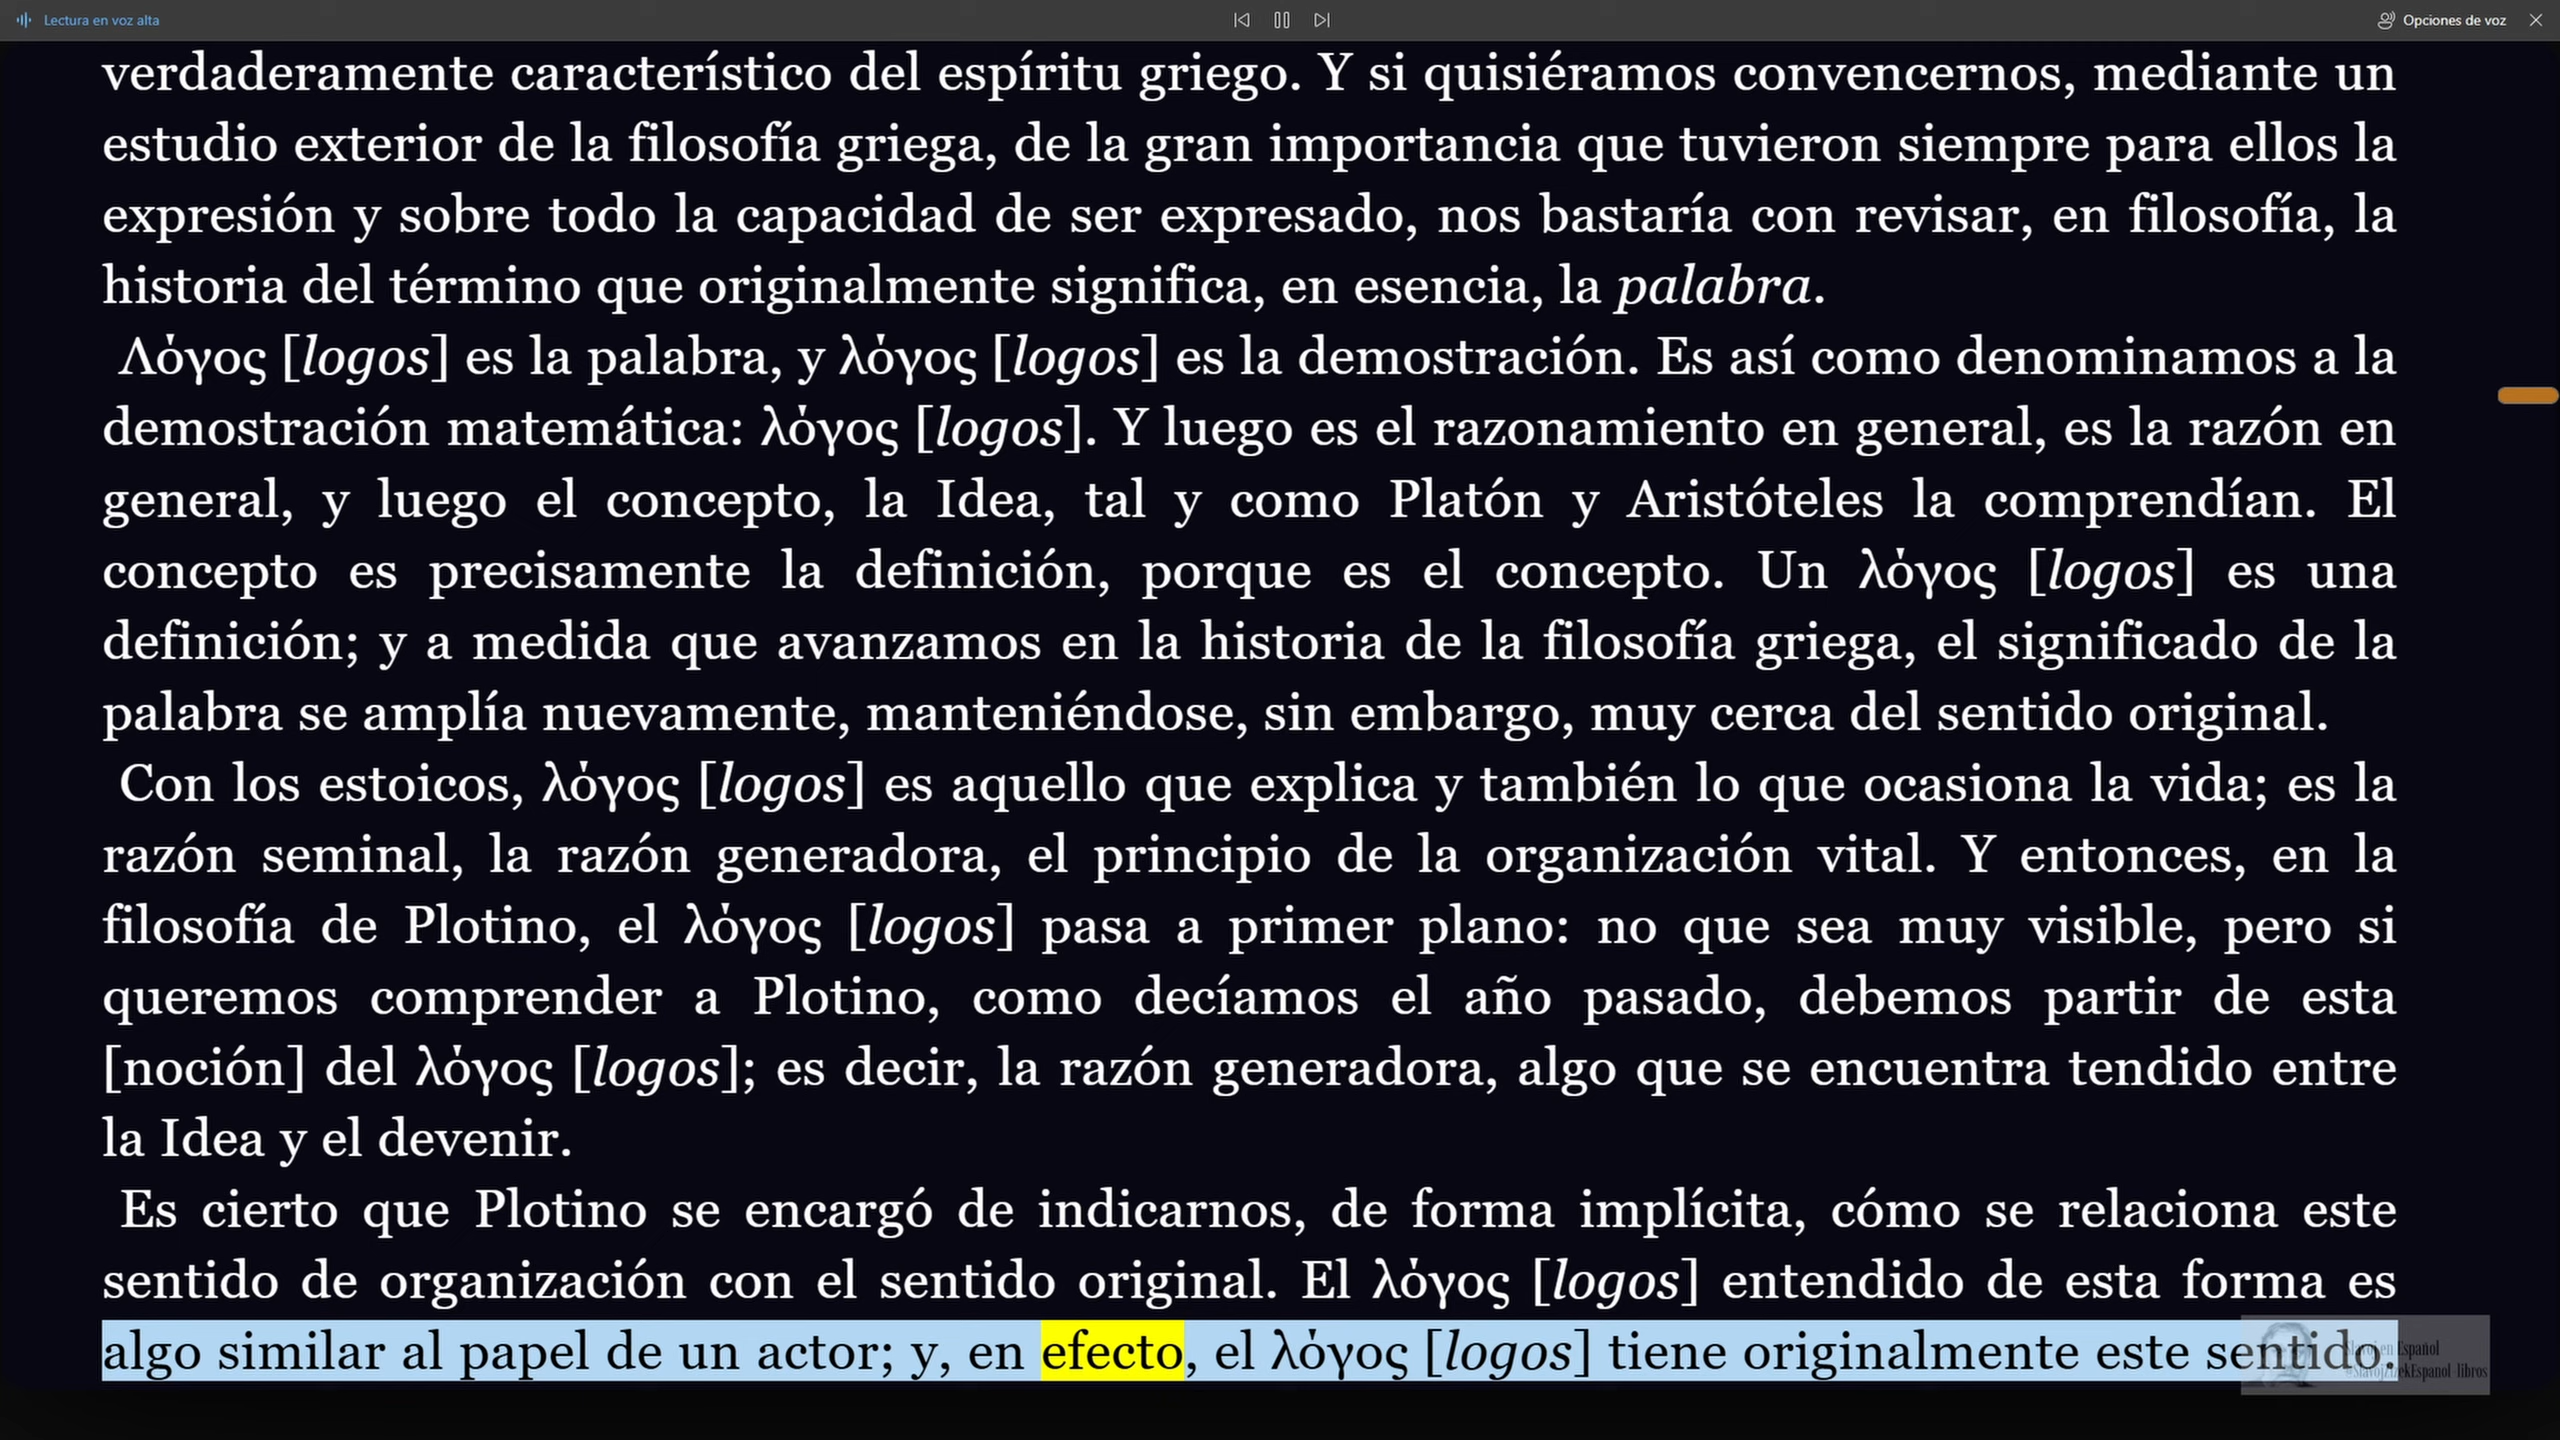 Lectura en voz alta
Opciones de voz
verdaderamente característico del espíritu griego. Y si quisiéramos convencernos, mediante un
estudio exterior de la filosofía griega, de la gran importancia que tuvieron siempre para ellos la
expresión y sobre todo la capacidad de ser expresado, nos bastaría con revisar, en filosofía, la
historia del término que originalmente significa, en esencia, la palabra.
Λόγος [logos] es la palabra, y λόγος [logos] es la demostración. Es así como denominamos a la
demostración matemática: λόγος [logos]. Y luego es el razonamiento en general, es la razón en
general, y luego el concepto, la Idea, tal y como Platón y Aristóteles la comprendían. El
concepto es precisamente la definición, porque es el concepto. Un λόγος [logos] es una
definición; y a medida que avanzamos en la historia de la filosofía griega, el significado de la
palabra se amplía nuevamente, manteniéndose, sin embargo, muy cerca del sentido original.
Con los estoicos, λόγος [logos] es aquello que explica y también lo que ocasiona la vida; es la
razón seminal, la razón generadora, el principio de la organización vital. Y entonces, en la
filosofía de Plotino, el λόγος [logos] pasa a primer plano: no que sea muy visible, pero si
queremos comprender a Plotino, como decíamos el año pasado, debemos partir de esta
[noción] del λόγος [logos]; es decir, la razón generadora, algo que se encuentra tendido entre
la Idea y el devenir.
Es cierto que Plotino se encargó de indicarnos, de forma implícita, cómo se relaciona este
sentido de organización con el sentido original. El λόγος [logos] entendido de esta forma es
algo similar al papel de un actor; y, en efecto, el λόγος [logos] tiene originalmente este sentido.
en Español